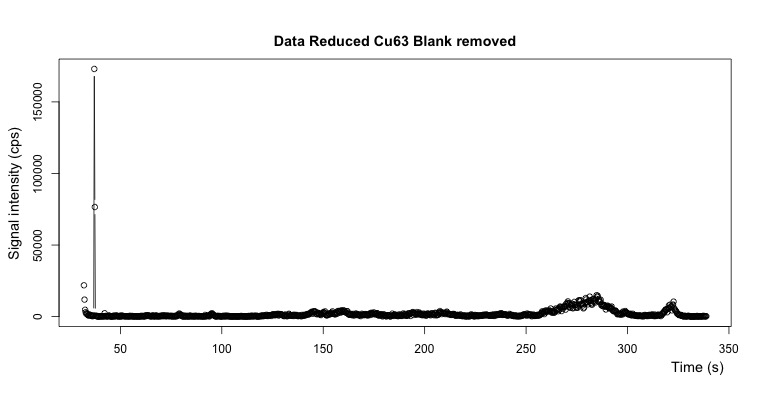 Data Reduced Cu63 Blank removed
Signal intensity (cps)
150000
100000
50000
0
50 100 150 200 250 300 350
Time (s)